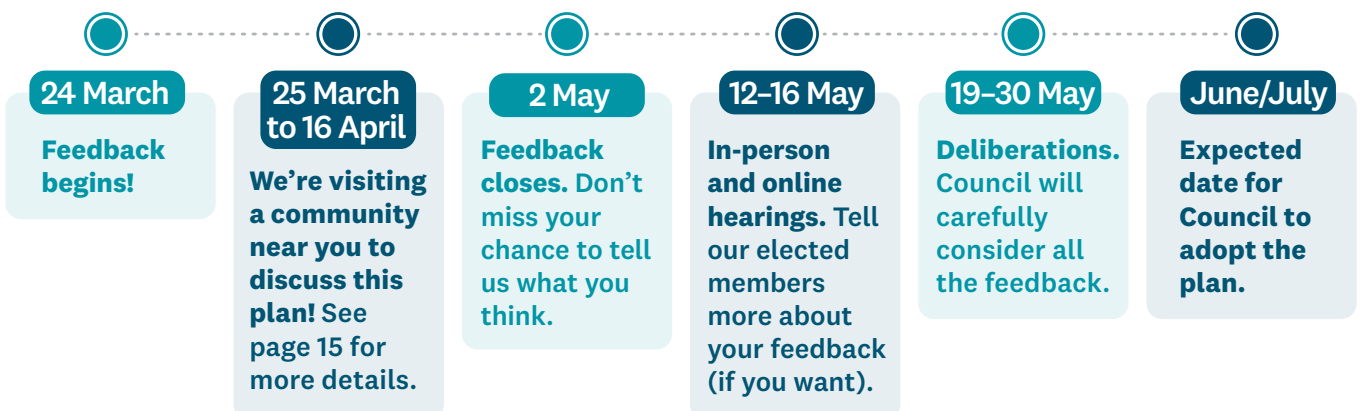 24 March
Feedback
begins!
25 March
to 16 April
We're visiting
a community
near you to
discuss this
plan! See
page 15 for
more details.
2 May
Feedback
closes. Don't
miss your
chance to tell
us what you
think.
12–16 May
In-person
and online
hearings. Tell
our elected
members
more about
your feedback
(if you want).
19–30 May
Deliberations.
Council will
carefully
consider all
the feedback.
June/July
Expected
date for
Council to
adopt the
plan.